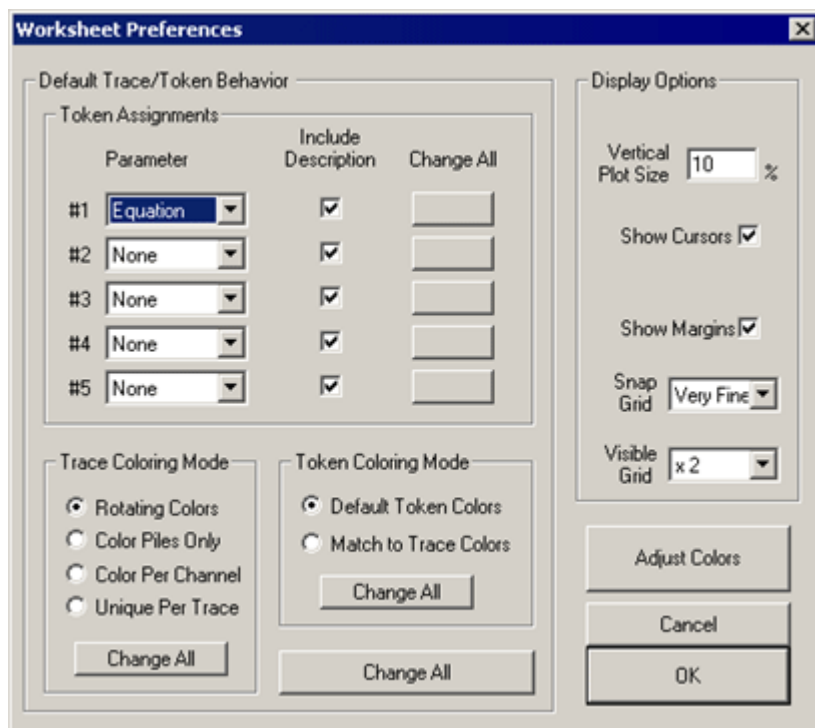 Worksheet Preferences
Default Trace/Token Behavior
Token Assignments
Parameter
Include
Description
Change All
#1 Equation
#2 None
#3 None
#4 None
#5 None
Trace Coloring Mode
Rotating Colors
Color Piles Only
Color Per Channel
Unique Per Trace
Change All
Token Coloring Mode
Default Token Colors
Match to Trace Colors
Change All
Change All
Display Options
Vertical
Plot Size
10 %
Show Cursors
Show Margins
Snap
Grid
Very Fine
Visible
Grid
x 2
Adjust Colors
Cancel
OK